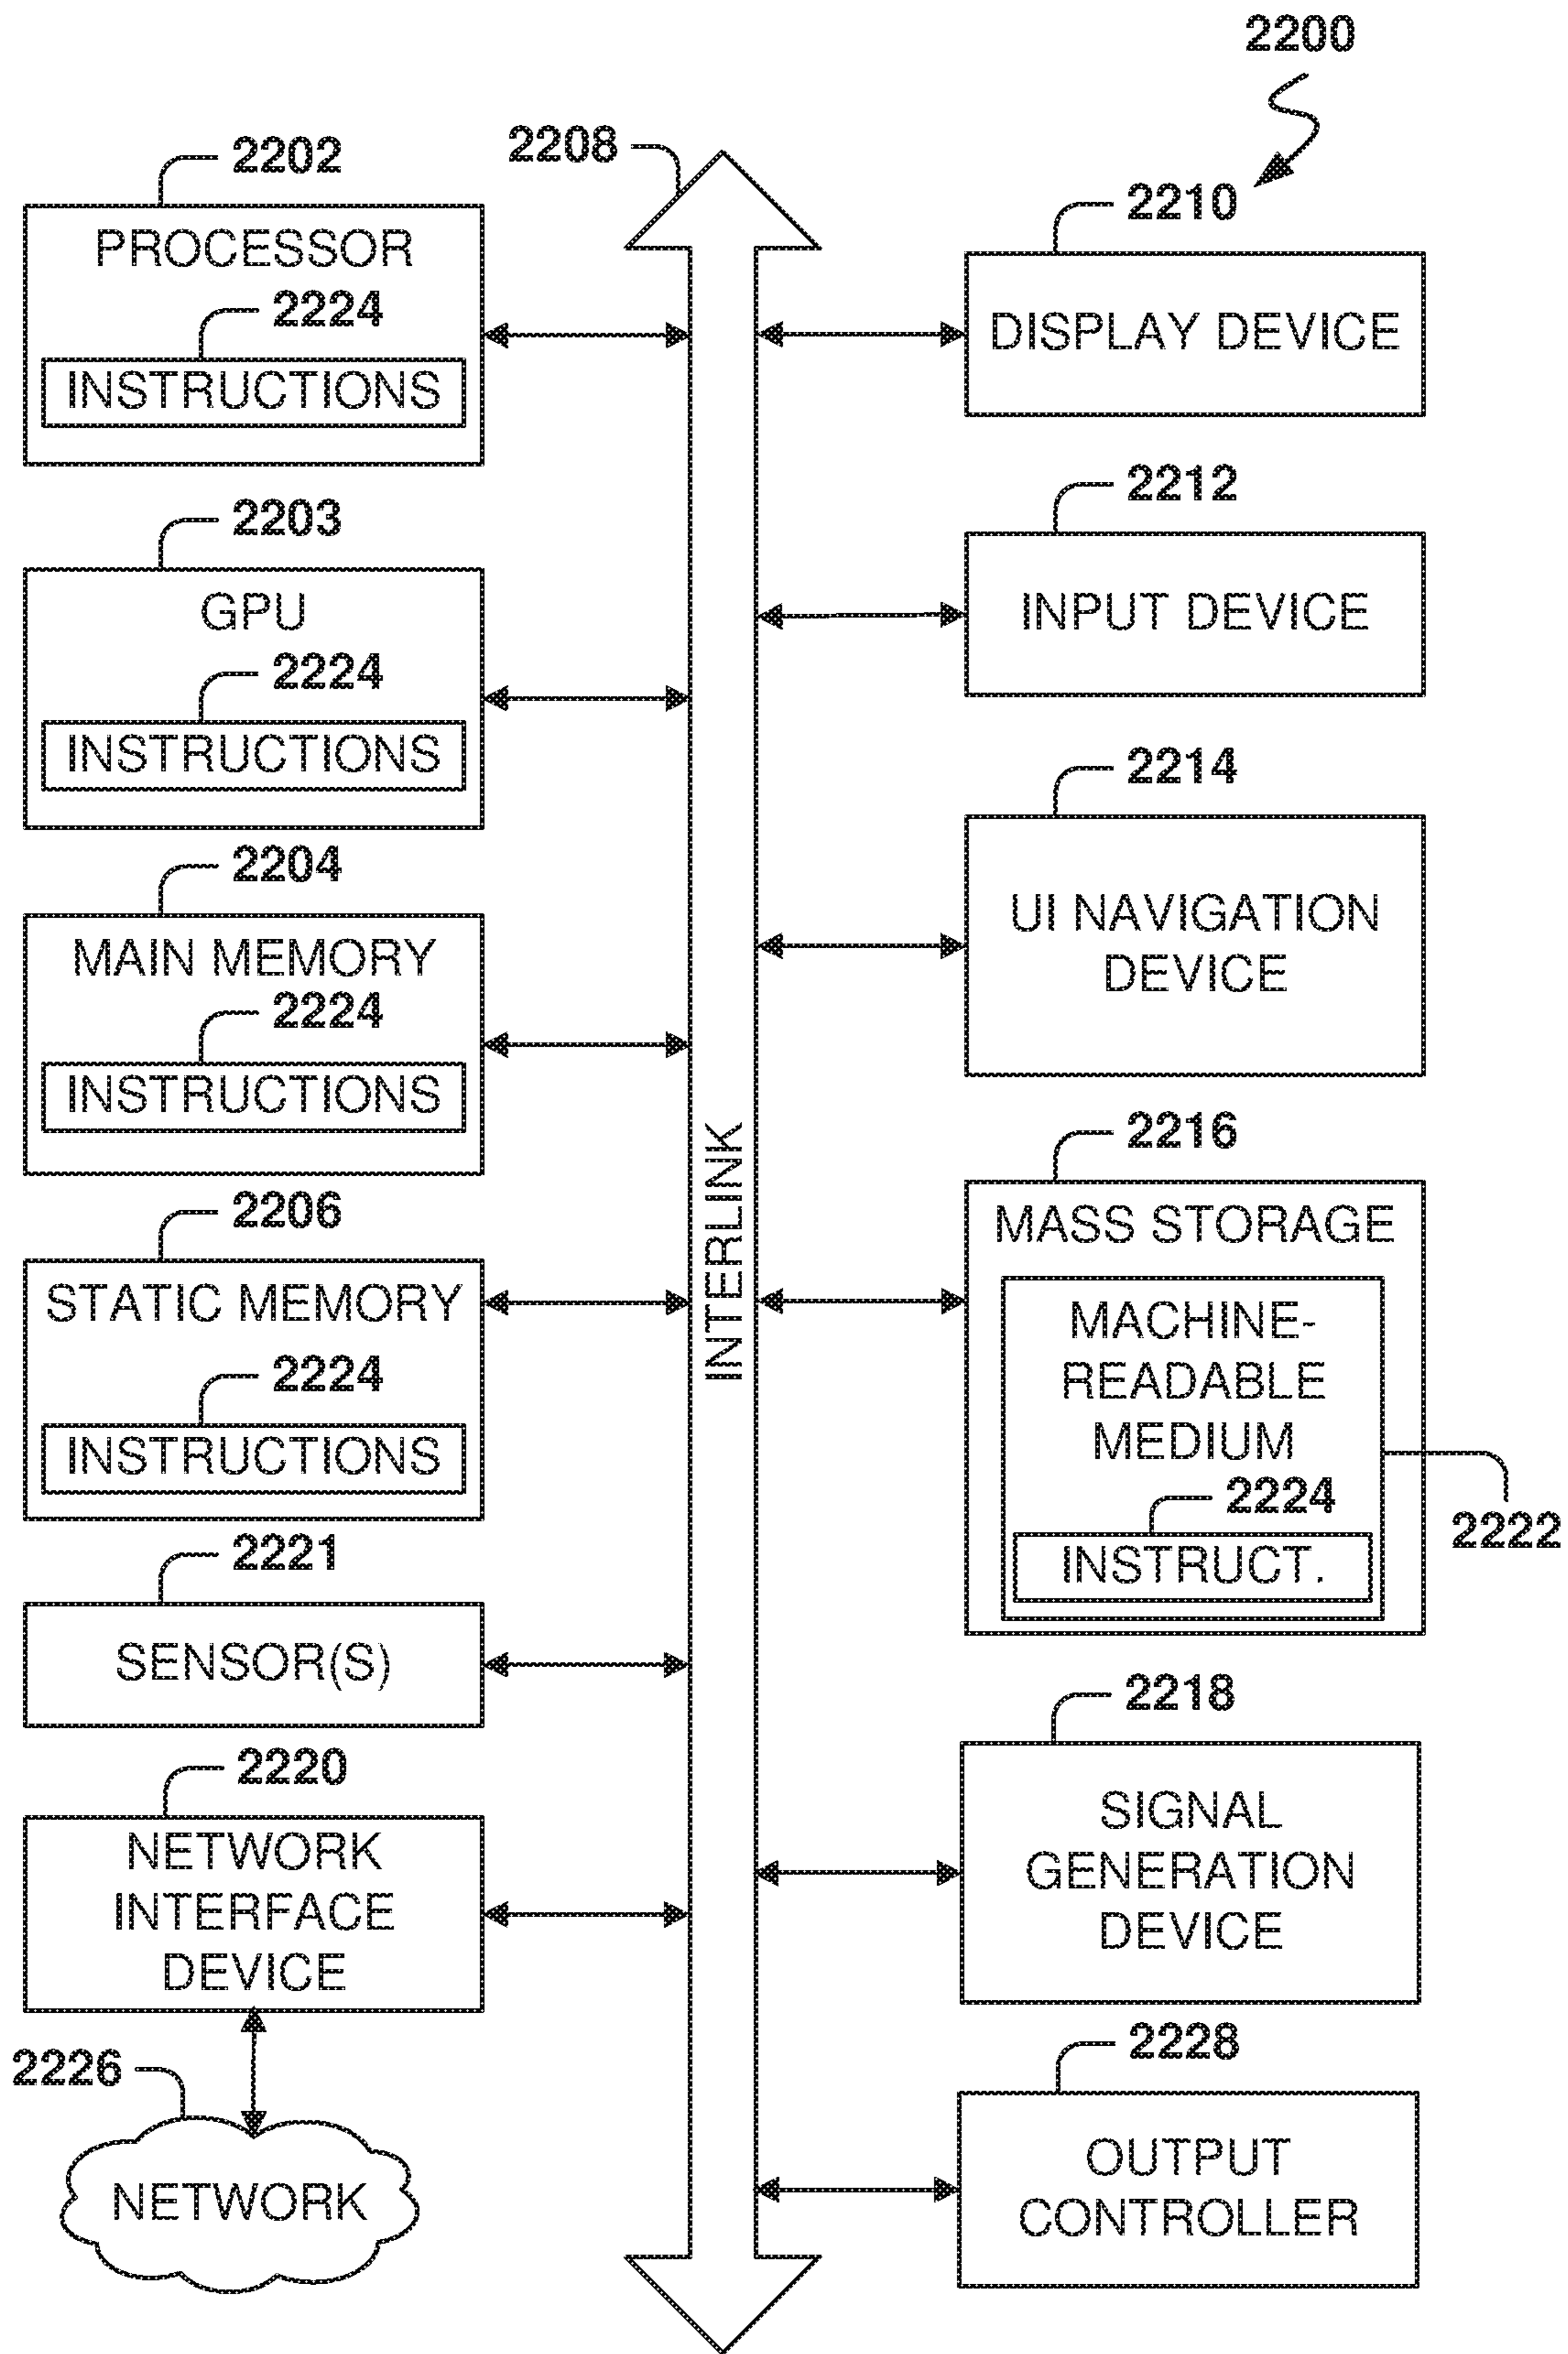 2200
2202
PROCESSOR
2224
INSTRUCTIONS
2203
GPU
2224
INSTRUCTIONS
2204
MAIN MEMORY
2224
INSTRUCTIONS
2206
STATIC MEMORY
2224
INSTRUCTIONS
2221
SENSOR(S)
2220
NETWORK
INTERFACE
DEVICE
2226
NETWORK
2208
INTERLINK
2210
DISPLAY DEVICE
2212
INPUT DEVICE
2214
UI NAVIGATION
DEVICE
2216
MASS STORAGE
MACHINE-
READABLE
MEDIUM
2224
INSTRUCT.
2222
2218
SIGNAL
GENERATION
DEVICE
2228
OUTPUT
CONTROLLER